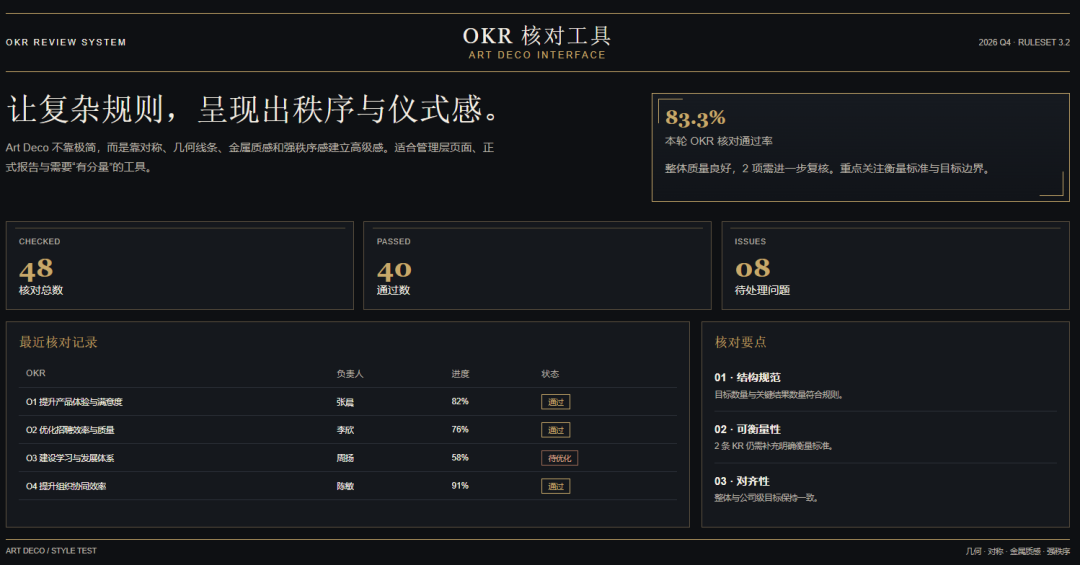 OKR REVIEW SYSTEM
OKR 核对工具
ART DECO INTERFACE
2026 Q4 · RULESET 3.2
让复杂规则，呈现出秩序与仪式感。
Art Deco 不靠极简，而是靠对称、几何线条、金属质感和强秩序感建立高级感。适合管理层页面、正
式报告与需要“有分量”的工具。
83.3%
本轮 OKR 核对通过率
整体质量良好，2 项需进一步复核。重点关注衡量标准与目标边界。
CHECKED
48
核对总数
PASSED
40
通过数
ISSUES
08
待处理问题
最近核对记录
OKR 负责人 进度 状态
O1 提升产品体验与满意度 张晨 82% 通过
O2 优化招聘效率与质量 李欣 76% 通过
O3 建设学习与发展体系 周扬 58% 待优化
O4 提升组织协同效率 陈敏 91% 通过
核对要点
01 · 结构规范
目标数量与关键结果数量符合规则。
02 · 可衡量性
2 条 KR 仍需补充明确衡量标准。
03 · 对齐性
整体与公司级目标保持一致。
ART DECO / STYLE TEST
几何 · 对称 · 金属质感 · 强秩序